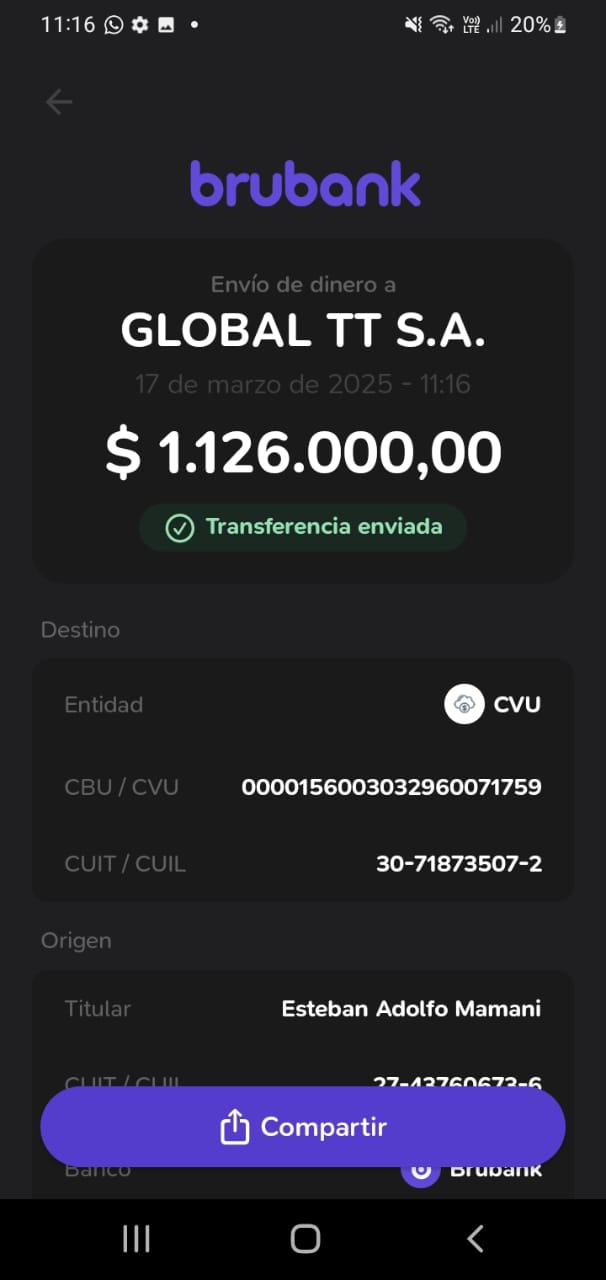 11:16
Vo))
LTE
20%
brubank
Envío de dinero a
GLOBAL TT S.A.
17 de marzo de 2025 - 11:16
$ 1.126.000,00
Transferencia enviada
Destino
Entidad CVU
CBU / CVU 0000156003032960071759
CUIT / CUIL 30-71873507-2
Origen
Titular Esteban Adolfo Mamani
CUIT / CUIL 27-43760673-6
Compartir
Banco Brubank